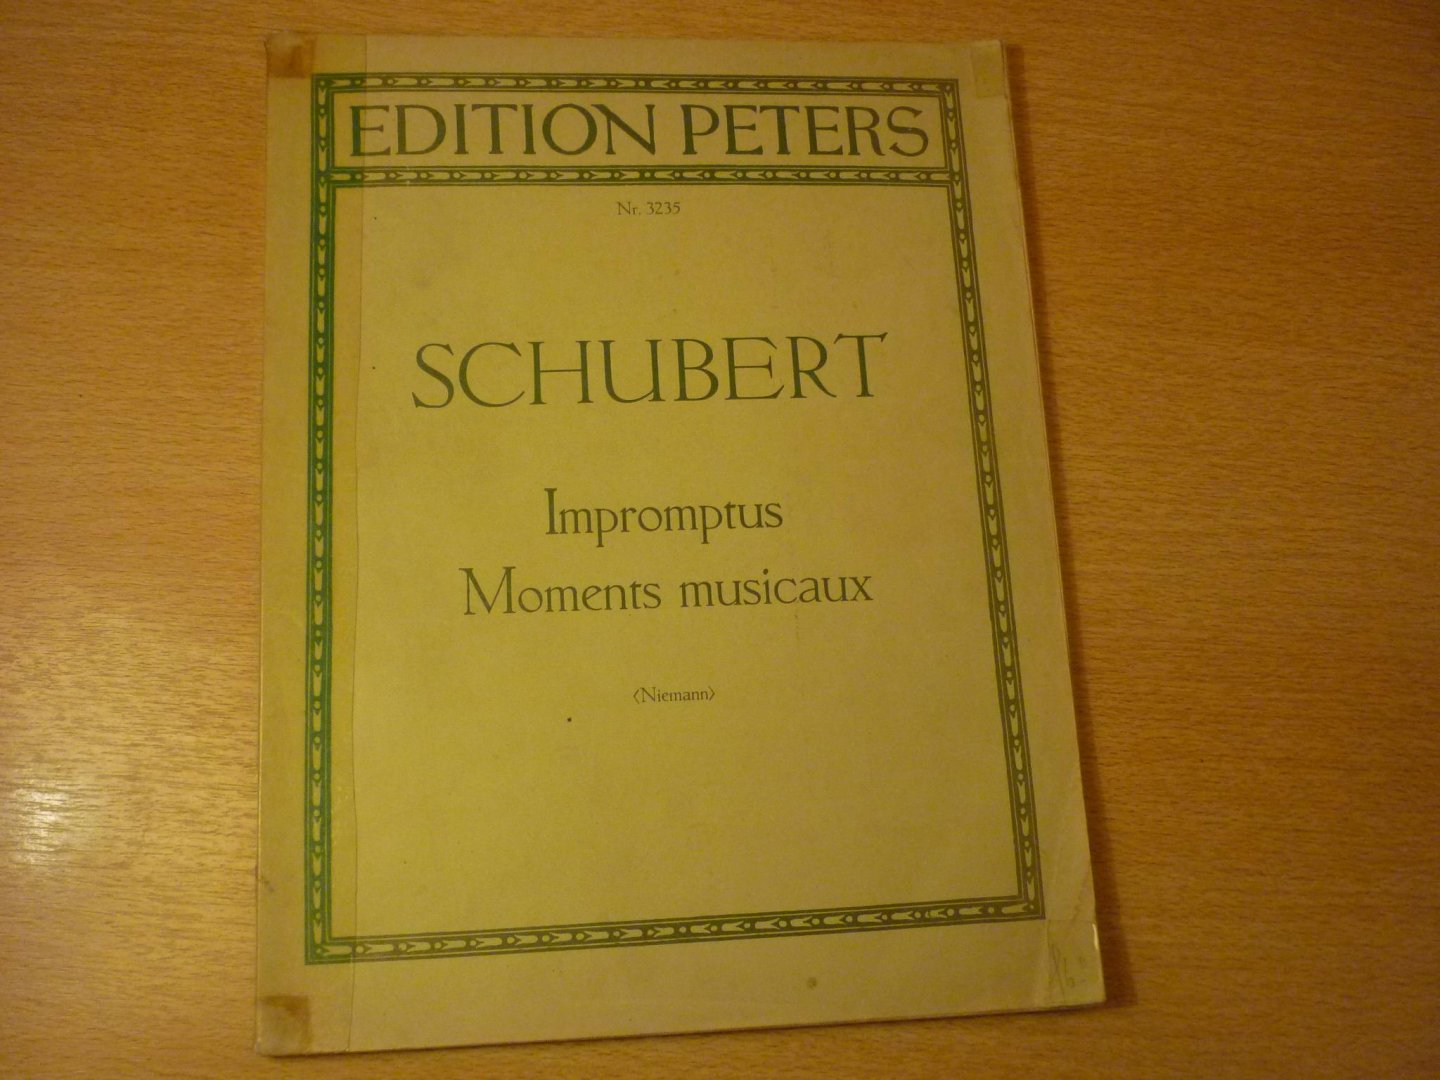 EDITION PETERS
Nr. 3235
SCHUBERT
Impromptus
Moments musicaux
〈Niemann〉